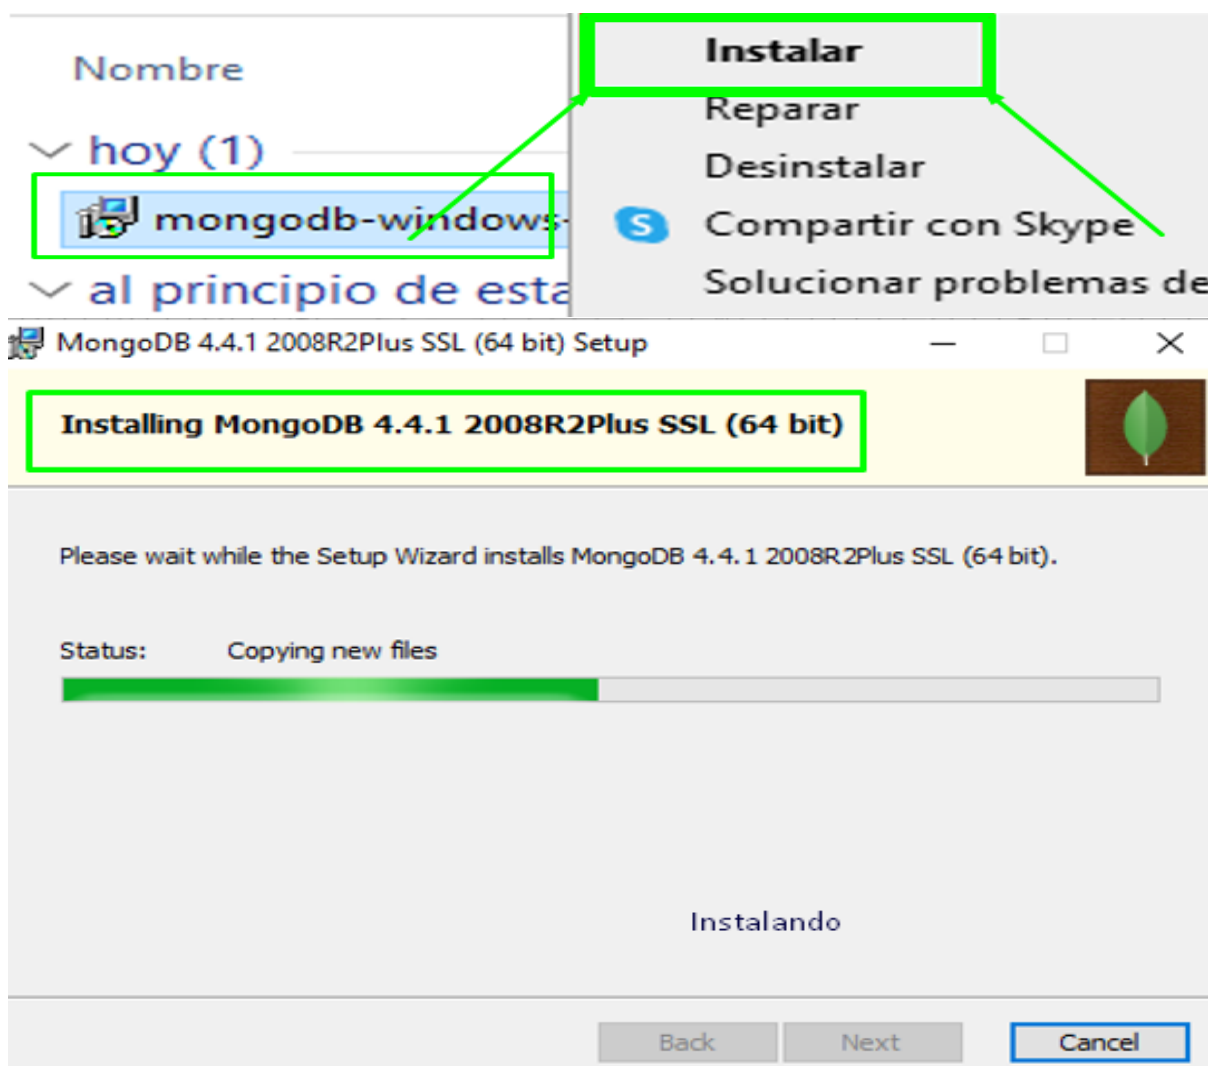 Nombre
hoy (1)
mongodb-windows-
al principio de esta
Instalar
Reparar
Desinstalar
Compartir con Skype
Solucionar problemas de
MongoDB 4.4.1 2008R2Plus SSL (64 bit) Setup
Installing MongoDB 4.4.1 2008R2Plus SSL (64 bit)
Please wait while the Setup Wizard installs MongoDB 4.4.1 2008R2Plus SSL (64 bit).
Status: Copying new files
Instalando
Back Next Cancel